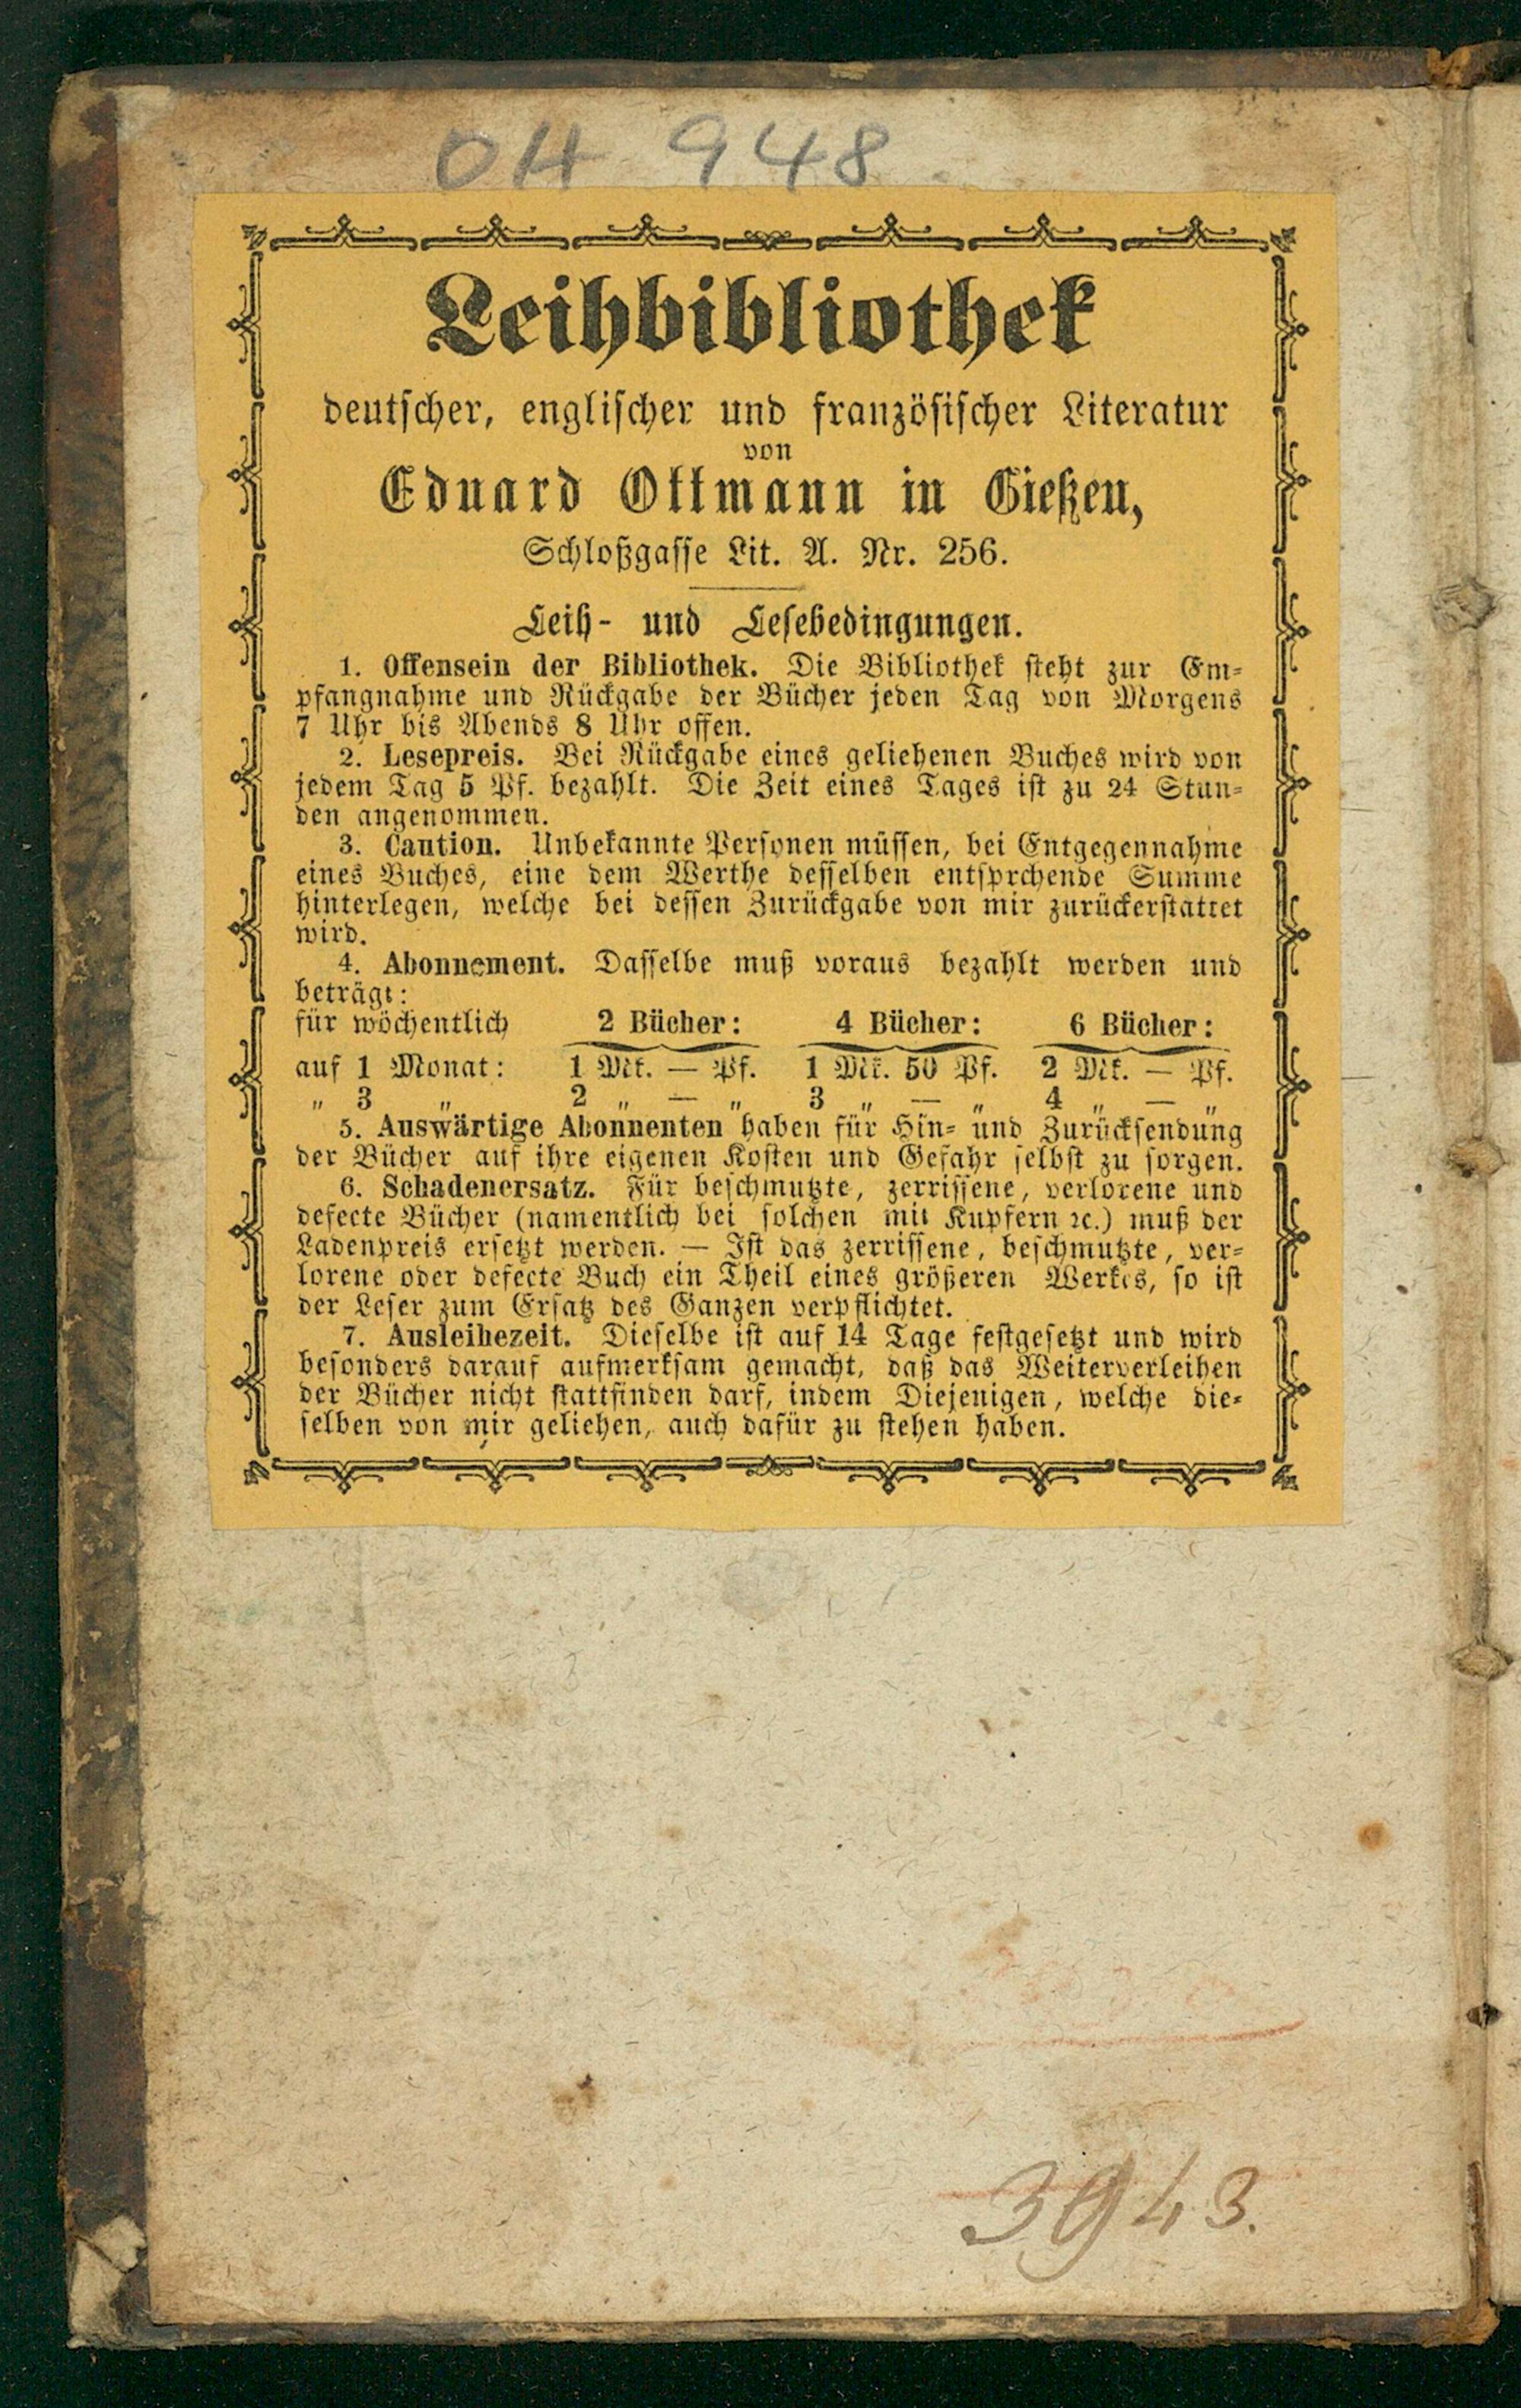 OH 948
Leihbibliothek
deutscher, englischer und französischer Literatur
von
Eduard Ottmann in Gießen,
Schloßgasse Lit. A. Nr. 256.
Leih- und Lesebedingungen.
1. Offensein der Bibliothek. Die Bibliothek steht zur Em-
pfangnahme und Rückgabe der Bücher jeden Tag von Morgens
7 Uhr bis Abends 8 Uhr offen.
2. Lesepreis. Bei Rückgabe eines geliehenen Buches wird von
jedem Tag 5 Pf. bezahlt. Die Zeit eines Tages ist zu 24 Stun-
den angenommen.
3. Caution. Unbekannte Personen müssen, bei Entgegennahme
eines Buches, eine dem Werthe desselben entsprchende Summe
hinterlegen, welche bei dessen Zurückgabe von mir zurückerstattet
wird.
4. Abonnement. Dasselbe muß voraus bezahlt werden und
beträgt:
für wöchentlich 2 Bücher: 4 Bücher: 6 Bücher:
auf 1 Monat: 1 Mk. — Pf. 1 Mk. 50 Pf. 2 Mk. — Pf.
„ 3 „ 2 „ — „ 3 „ — „ 4 „ — „
5. Auswärtige Abonnenten haben für Hin- und Zurücksendung
der Bücher auf ihre eigenen Kosten und Gefahr selbst zu sorgen.
6. Schadenersatz. Für beschmutzte, zerrissene, verlorene und
defecte Bücher (namentlich bei solchen mit Kupfern ꝛc.) muß der
Ladenpreis ersetzt werden. — Ist das zerrissene, beschmutzte, ver-
lorene oder defecte Buch ein Theil eines größeren Werkes, so ist
der Leser zum Ersatz des Ganzen verpflichtet.
7. Ausleihezeit. Dieselbe ist auf 14 Tage festgesetzt und wird
besonders darauf aufmerksam gemacht, daß das Weiterverleihen
der Bücher nicht stattfinden darf, indem Diejenigen, welche die-
selben von mir geliehen, auch dafür zu stehen haben.
3943.